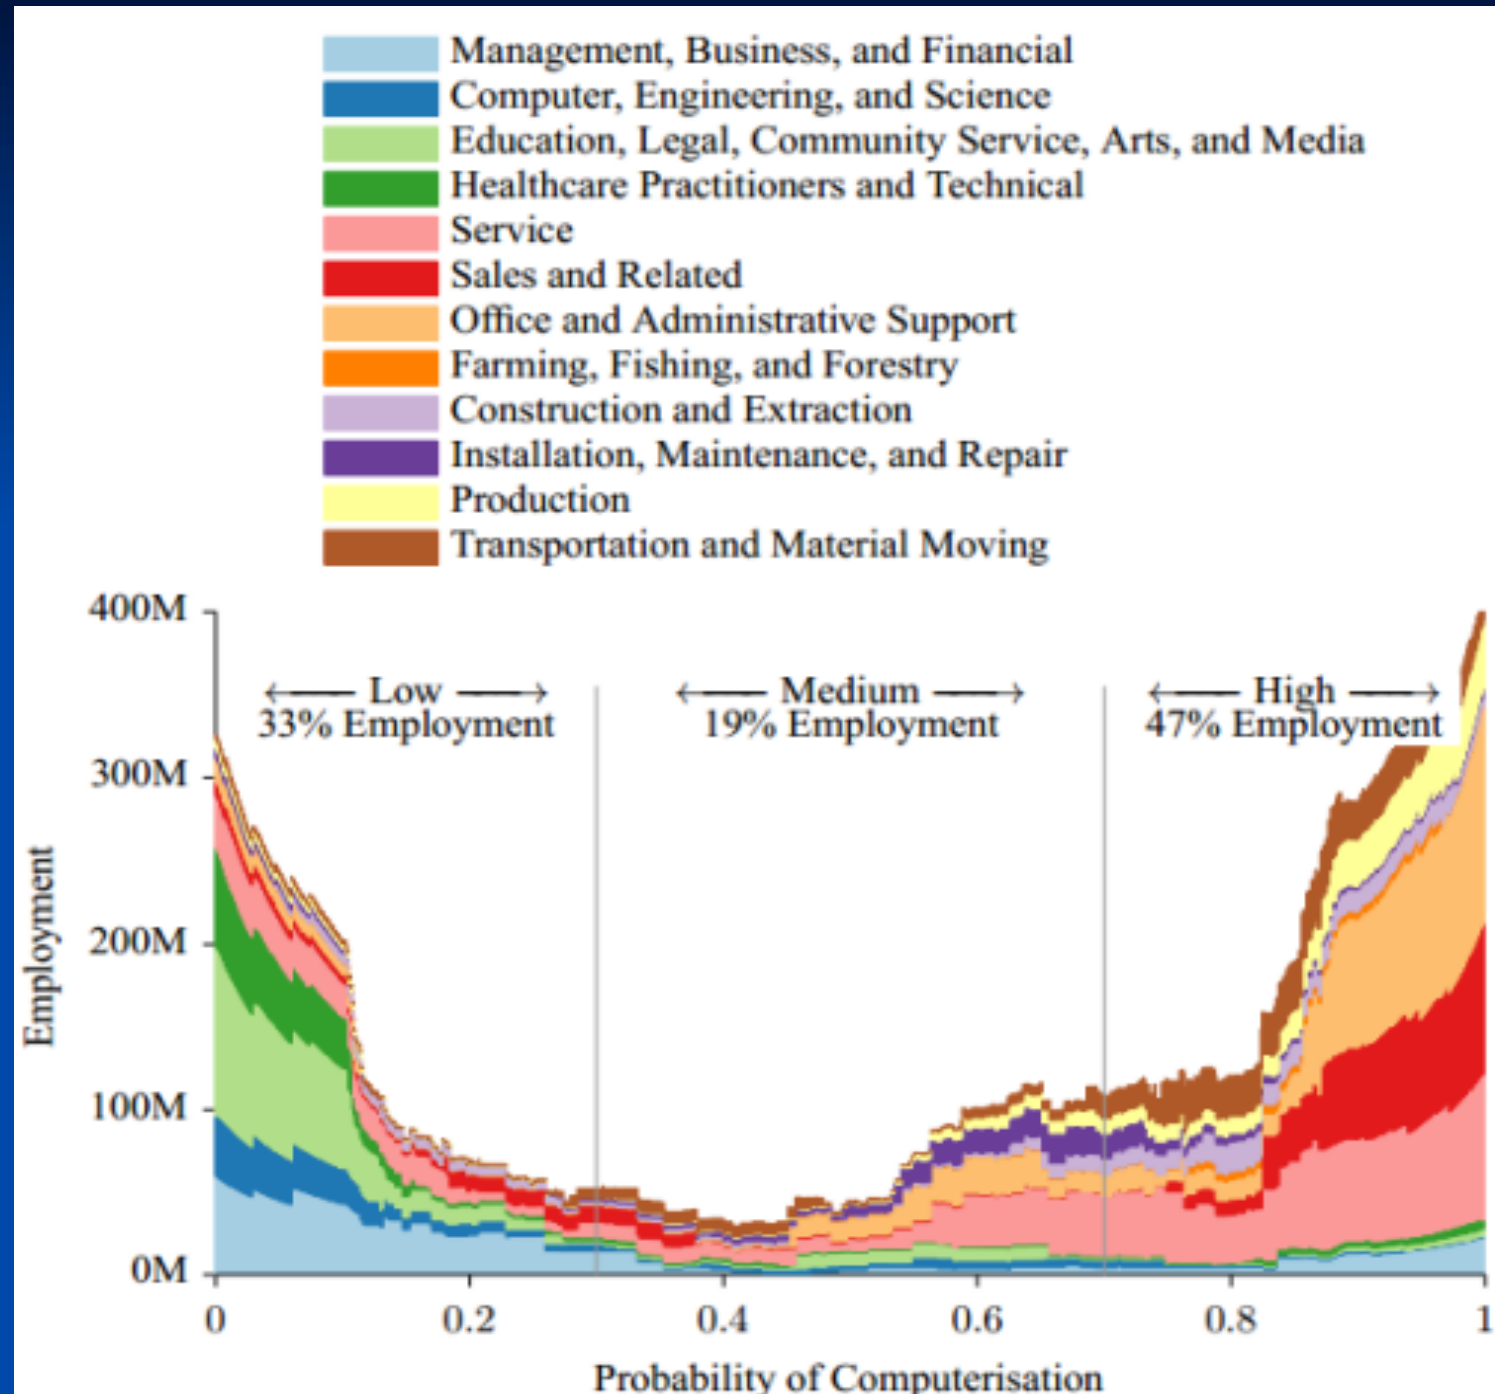 Management, Business, and Financial
Computer, Engineering, and Science
Education, Legal, Community Service, Arts, and Media
Healthcare Practitioners and Technical
Service
Sales and Related
Office and Administrative Support
Farming, Fishing, and Forestry
Construction and Extraction
Installation, Maintenance, and Repair
Production
Transportation and Material Moving
400M
300M
200M
100M
0M
Employment
Low
33% Employment
Medium
19% Employment
High
47% Employment
0
0.2
0.4
0.6
0.8
1
Probability of Computerisation